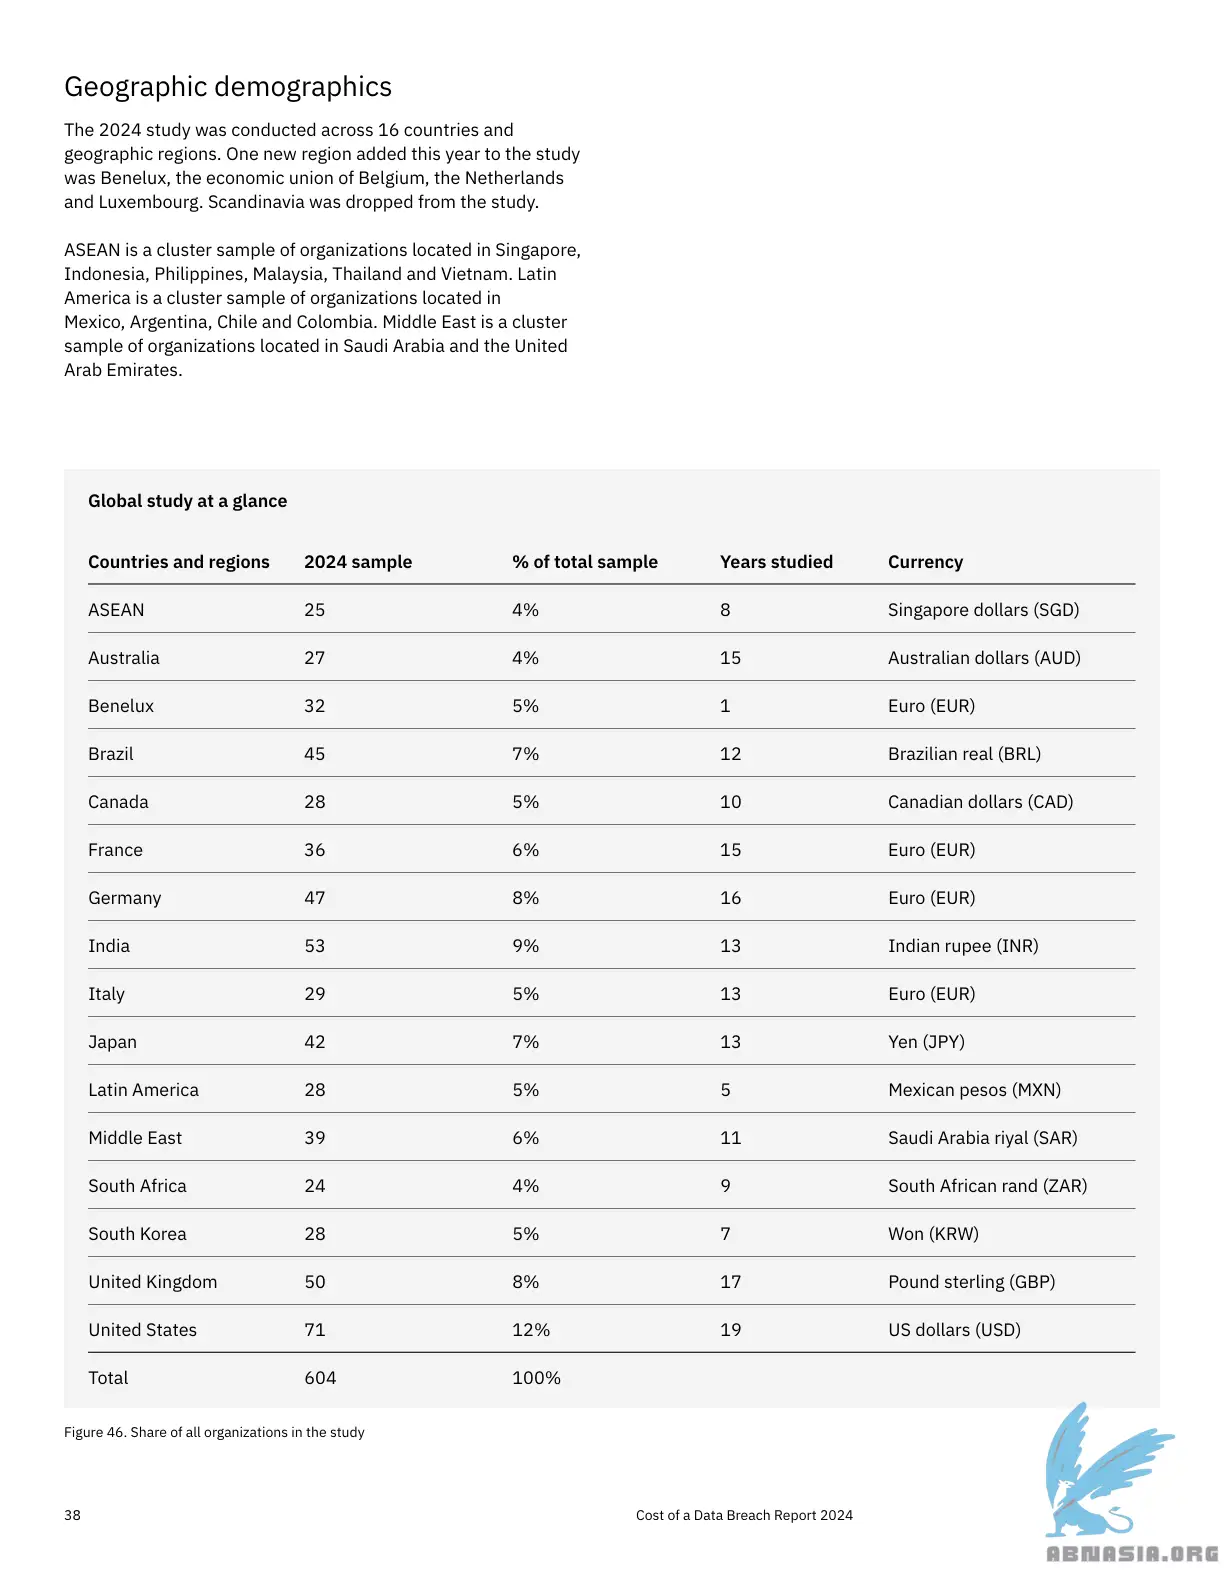 Geographic demographics
The 2024 study was conducted across 16 countries and
geographic regions. One new region added this year to the study
was Benelux, the economic union of Belgium, the Netherlands
and Luxembourg. Scandinavia was dropped from the study.
ASEAN is a cluster sample of organizations located in Singapore,
Indonesia, Philippines, Malaysia, Thailand and Vietnam. Latin
America is a cluster sample of organizations located in
Mexico, Argentina, Chile and Colombia. Middle East is a cluster
sample of organizations located in Saudi Arabia and the United
Arab Emirates.
Global study at a glance
Countries and regions 2024 sample % of total sample Years studied Currency
ASEAN 25 4% 8 Singapore dollars (SGD)
Australia 27 4% 15 Australian dollars (AUD)
Benelux 32 5% 1 Euro (EUR)
Brazil 45 7% 12 Brazilian real (BRL)
Canada 28 5% 10 Canadian dollars (CAD)
France 36 6% 15 Euro (EUR)
Germany 47 8% 16 Euro (EUR)
India 53 9% 13 Indian rupee (INR)
Italy 29 5% 13 Euro (EUR)
Japan 42 7% 13 Yen (JPY)
Latin America 28 5% 5 Mexican pesos (MXN)
Middle East 39 6% 11 Saudi Arabia riyal (SAR)
South Africa 24 4% 9 South African rand (ZAR)
South Korea 28 5% 7 Won (KRW)
United Kingdom 50 8% 17 Pound sterling (GBP)
United States 71 12% 19 US dollars (USD)
Total 604 100%
Figure 46. Share of all organizations in the study
38 Cost of a Data Breach Report 2024
ABNASIA.ORG